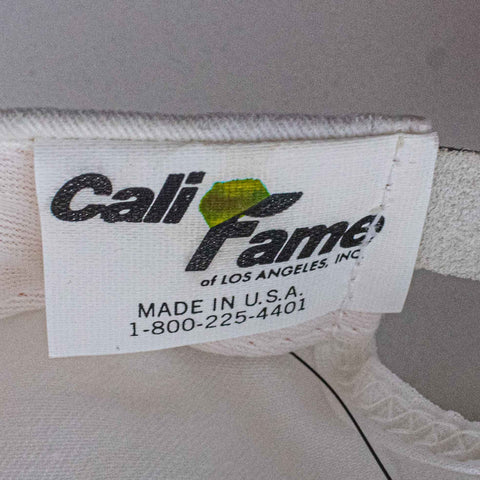 Cali
Fame
of LOS ANGELES, INC.
MADE IN U.S.A.
1-800-225-4401